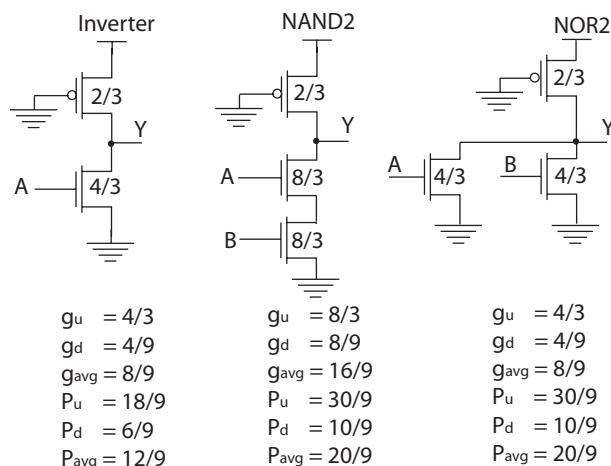 Inverter
2/3
Y
A
4/3
gu = 4/3
gd = 4/9
gavg = 8/9
Pu = 18/9
Pd = 6/9
Pavg = 12/9
NAND2
2/3
Y
A
8/3
B
8/3
gu = 8/3
gd = 8/9
gavg = 16/9
Pu = 30/9
Pd = 10/9
Pavg = 20/9
NOR2
2/3
Y
A
4/3
B
4/3
gu = 4/3
gd = 4/9
gavg = 8/9
Pu = 30/9
Pd = 10/9
Pavg = 20/9